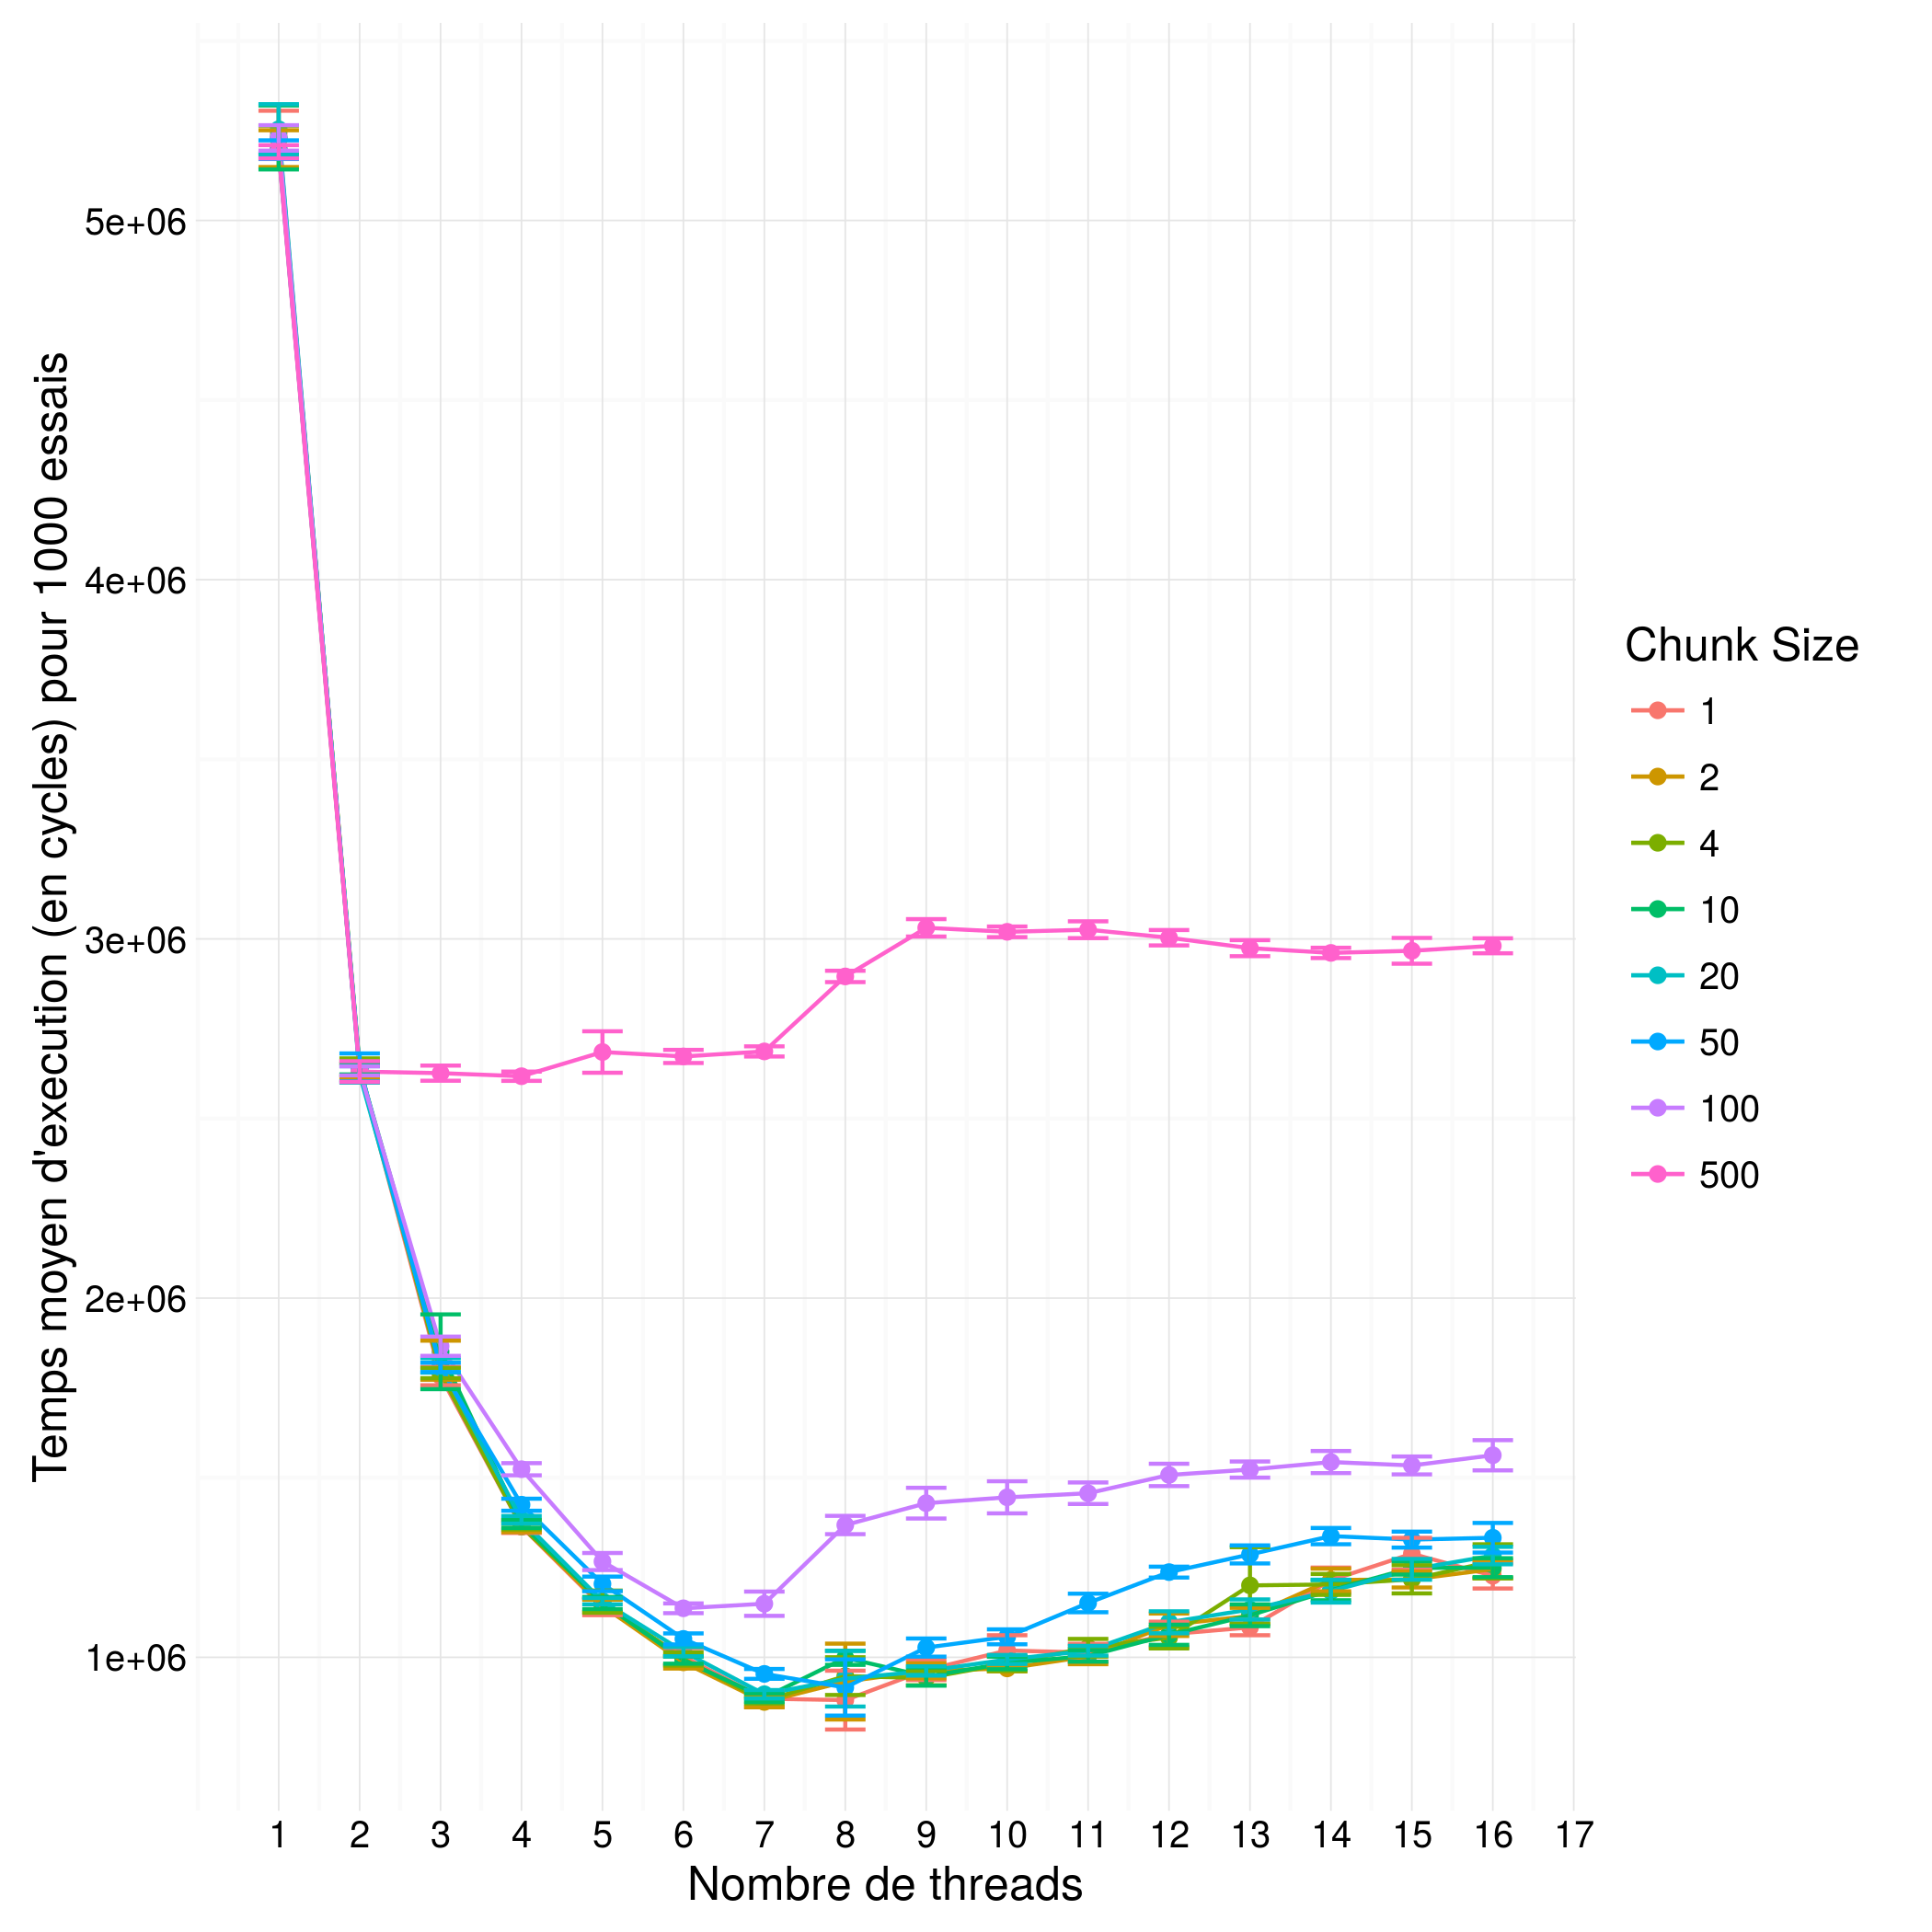 Temps moyen d'execution (en cycles) pour 1000 essais
5e+06
4e+06
3e+06
2e+06
1e+06
1 2 3 4 5 6 7 8 9 10 11 12 13 14 15 16 17
Nombre de threads
Chunk Size
1
2
4
10
20
50
100
500